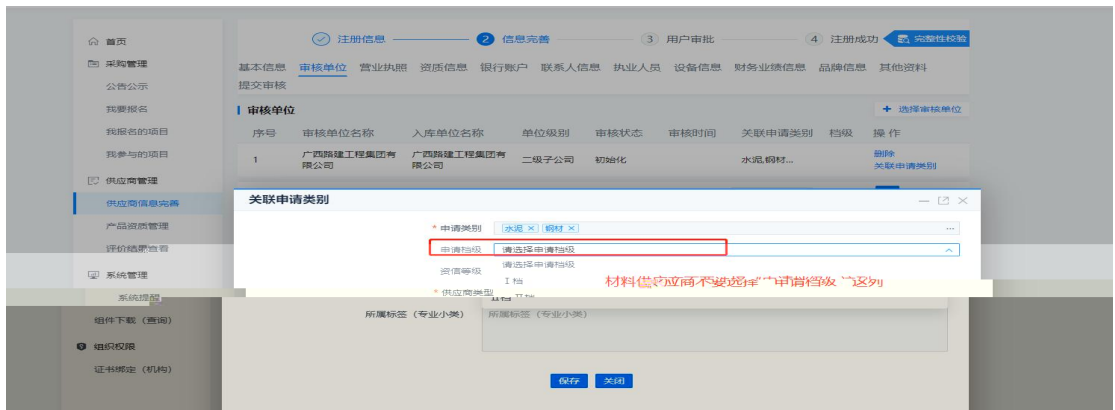 首页
采购管理
公告公示
我要报名
我报名的项目
我参与的项目
供应商管理
供应商信息完善
产品资质管理
评价结果查看
系统管理
系统提醒
组件下载（查询）
组织权限
证书绑定（机构）
注册信息 2 信息完善 3 用户审批 4 注册成功 完整性校验
基本信息 审核单位 营业执照 资质信息 银行账户 联系人信息 执业人员 设备信息 财务业绩信息 品牌信息 其他资料
提交审核
审核单位 + 选择审核单位
序号 审核单位名称 入库单位名称 单位级别 审核状态 审核时间 关联申请类别 档级 操作
1 广西路建工程集团有限公司 广西路建工程集团有限公司 二级子公司 初始化 水泥,钢材... 删除
关联申请类别
关联申请类别
* 申请类别 水泥 × 钢材 × ...
申请档级 请选择申请档级
请选择申请档级
资信等级
I 档
材料供应商不要选择“申请档级”这列
* 供应商类型
II档
所属标签（专业小类） 所属标签（专业小类）
保存 关闭